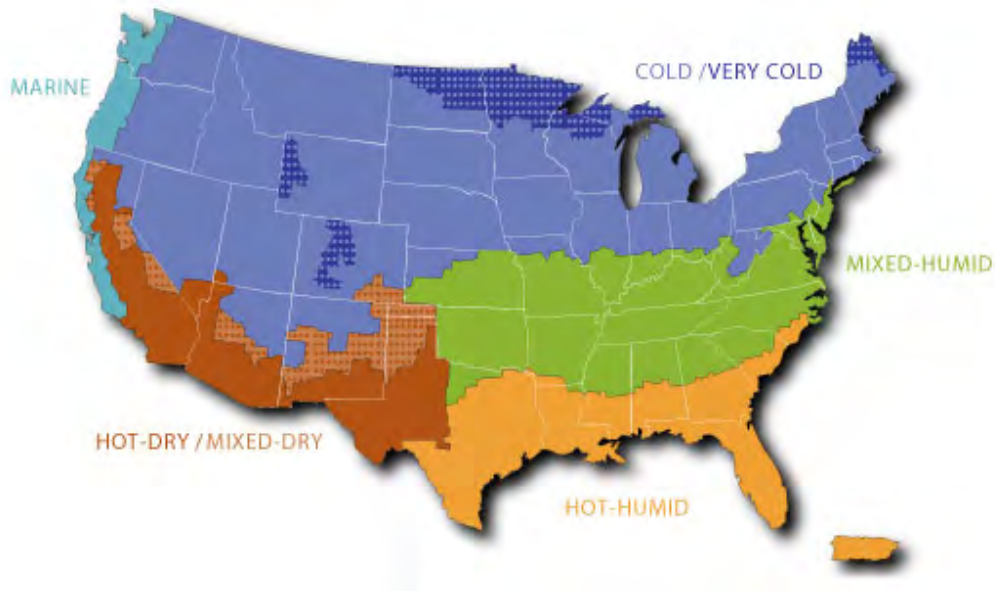 COLD / VERY COLD
MARINE
MIXED-HUMID
HOT-DRY / MIXED-DRY
HOT-HUMID